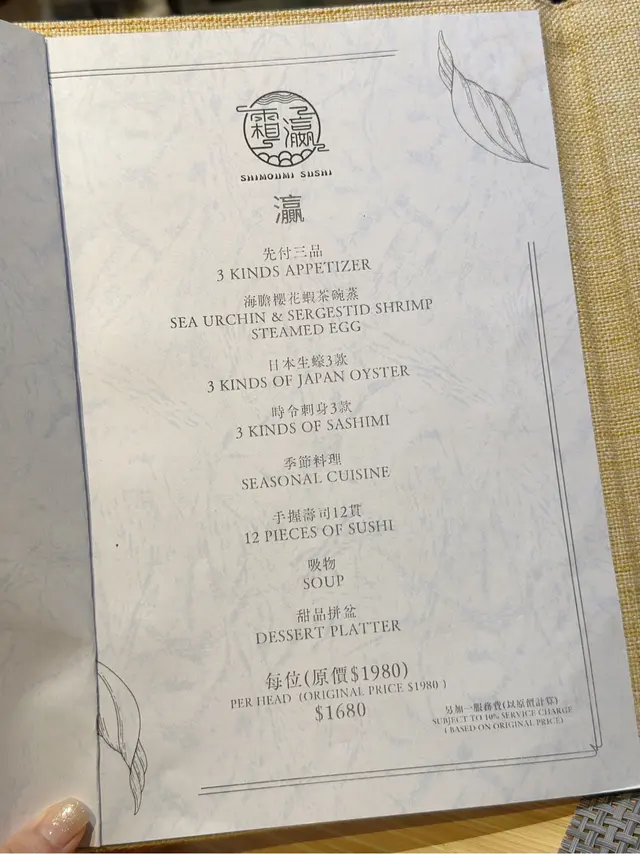 霜瀛
SHIMOUMI SUSHI
瀛
先付三品
3 KINDS APPETIZER
海膽櫻花蝦茶碗蒸
SEA URCHIN & SERGESTID SHRIMP
STEAMED EGG
日本生蠔3款
3 KINDS OF JAPAN OYSTER
時令刺身3款
3 KINDS OF SASHIMI
季節料理
SEASONAL CUISINE
手握壽司12貫
12 PIECES OF SUSHI
吸物
SOUP
甜品拼盆
DESSERT PLATTER
每位(原價$1980)
PER HEAD (ORIGINAL PRICE $1980 )
$1680
另加一服務費(以原價計算)
SUBJECT TO 10% SERVICE CHARGE
( BASED ON ORIGINAL PRICE)